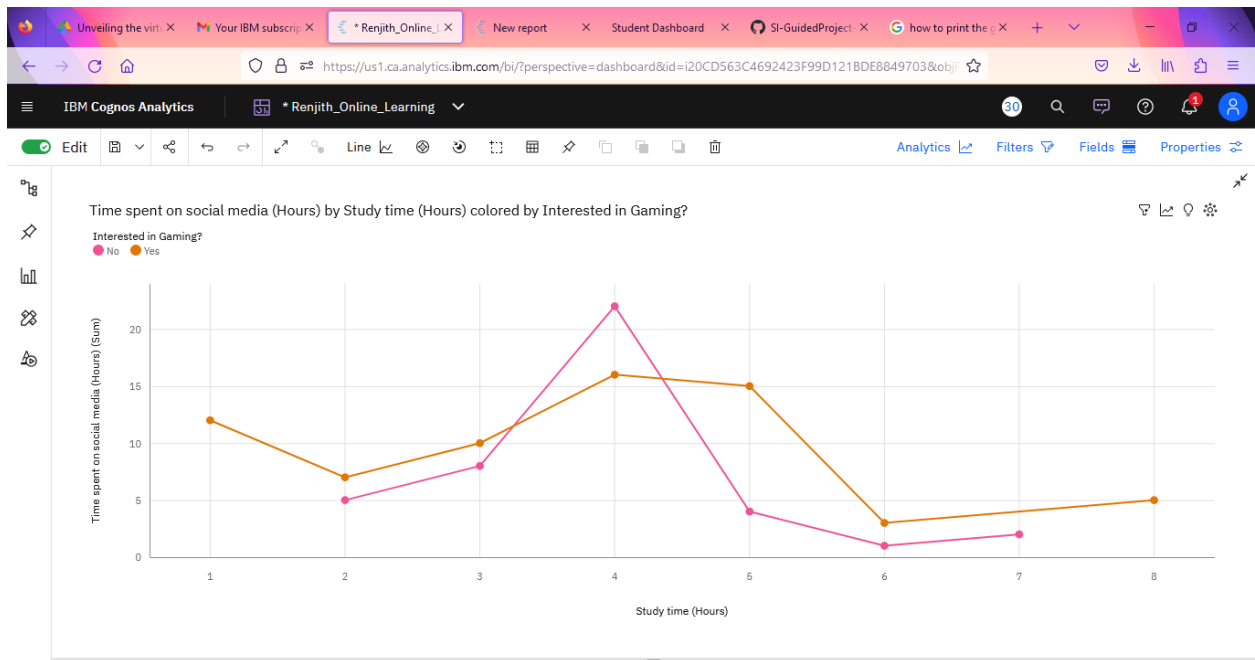 Unveiling the virtu
Your IBM subscrip
* Renjith_Online_L
New report
Student Dashboard
SI-GuidedProject-
how to print the g
https://us1.ca.analytics.ibm.com/bi/?perspective=dashboard&id=i20CD563C4692423F99D121BDE8849703&obj
IBM Cognos Analytics
* Renjith_Online_Learning
30
1
Edit
Line
Analytics
Filters
Fields
Properties
Time spent on social media (Hours) by Study time (Hours) colored by Interested in Gaming?
Interested in Gaming?
No Yes
Time spent on social media (Hours) (Sum)
20
15
10
5
0
1 2 3 4 5 6 7 8
Study time (Hours)